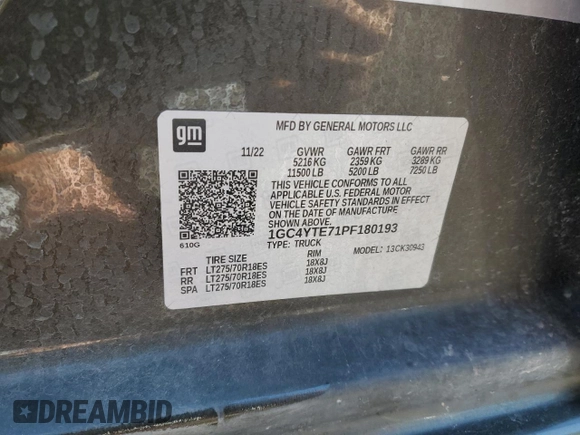 gm
MFD BY GENERAL MOTORS LLC
11/22 GVWR GAWR FRT GAWR RR
5216 KG 2359 KG 3289 KG
11500 LB 5200 LB 7250 LB
THIS VEHICLE CONFORMS TO ALL
APPLICABLE U.S. FEDERAL MOTOR
VEHICLE SAFETY STANDARDS IN EFFECT
ON THE DATE OF MANUFACTURE
SHOWN ABOVE.
1GC4YTE71PF180193
TYPE: TRUCK MODEL: 13CK30943
610G
TIRE SIZE RIM
FRT LT275/70R18ES 18X8J
RR LT275/70R18ES 18X8J
SPA LT275/70R18ES 18X8J
DREAMBID